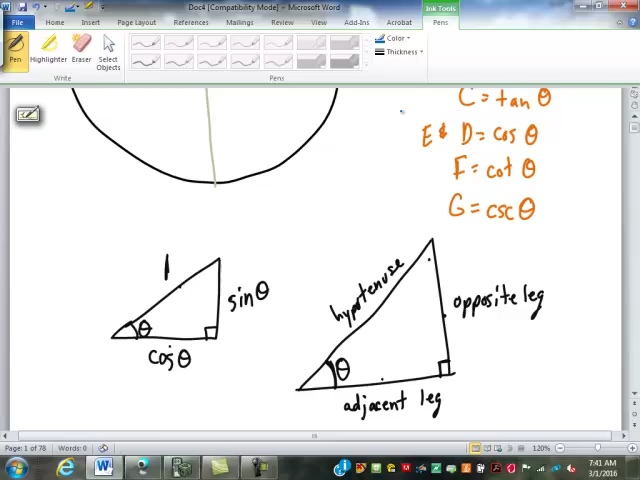 Doc4 [Compatibility Mode] - Microsoft Word
Ink Tools
File
Home
Insert
Page Layout
References
Mailings
Review
View
Add-Ins
Acrobat
Pens
Pen
Highlighter
Eraser
Select
Objects
Color
Thickness
Write
Pens
C = tan θ
E & D = cos θ
F = cot θ
G = csc θ
1
sin θ
θ
cos θ
hypotenuse
opposite leg
θ
adjacent leg
Page: 1 of 78
Words: 0
120%
7:41 AM
3/1/2016